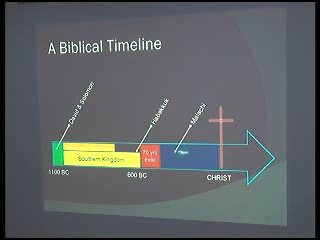 A Biblical Timeline
David & Solomon
Habakkuk
Malachi
Southern Kingdom
70 yrs
exile
1100 BC
600 BC
CHRIST